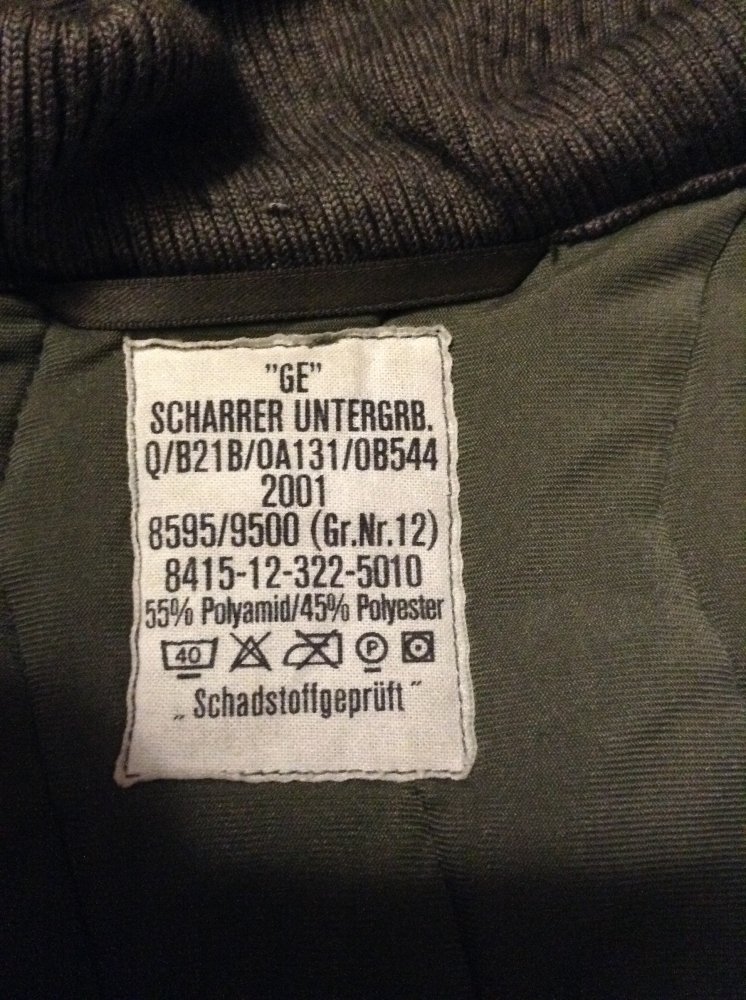 "GE"
SCHARRER UNTERGRB.
Q/B21B/0A131/0B544
2001
8595/9500 (Gr.Nr.12)
8415-12-322-5010
55% Polyamid/45% Polyester
40 P
„Schadstoffgeprüft"